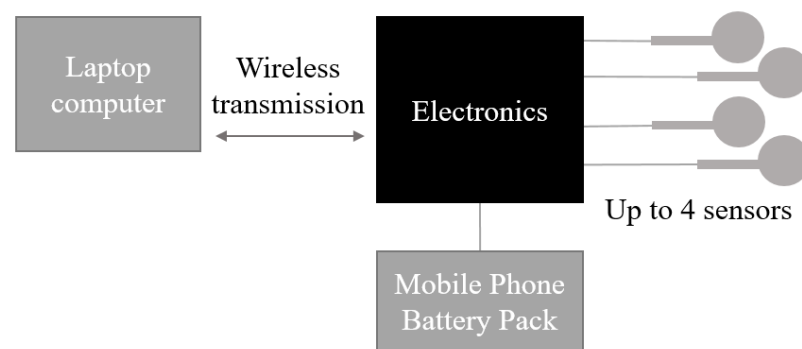 Laptop
computer
Wireless
transmission
Electronics
Up to 4 sensors
Mobile Phone
Battery Pack